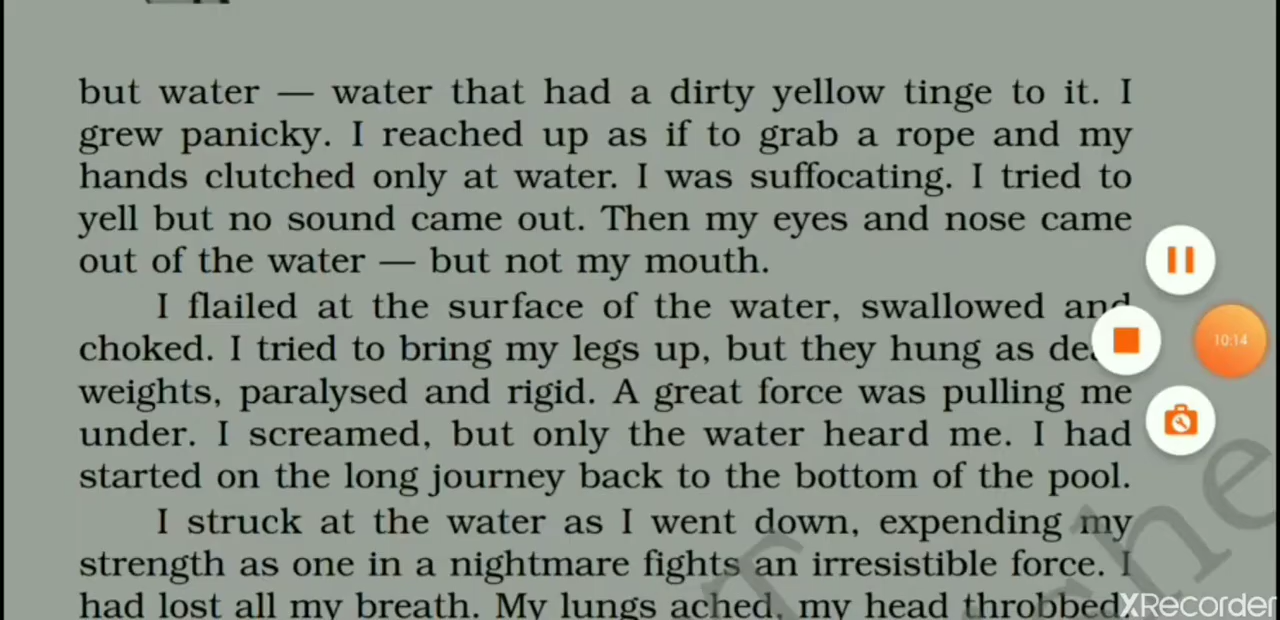 but water — water that had a dirty yellow tinge to it. I
grew panicky. I reached up as if to grab a rope and my
hands clutched only at water. I was suffocating. I tried to
yell but no sound came out. Then my eyes and nose came
out of the water — but not my mouth.
I flailed at the surface of the water, swallowed and
choked. I tried to bring my legs up, but they hung as
weights, paralysed and rigid. A great force was pulling me
under. I screamed, but only the water heard me. I had
started on the long journey back to the bottom of the pool.
I struck at the water as I went down, expending my
strength as one in a nightmare fights an irresistible force. I
had lost all my breath. My lungs ached, my head throbbed.
10:14
XRecorder